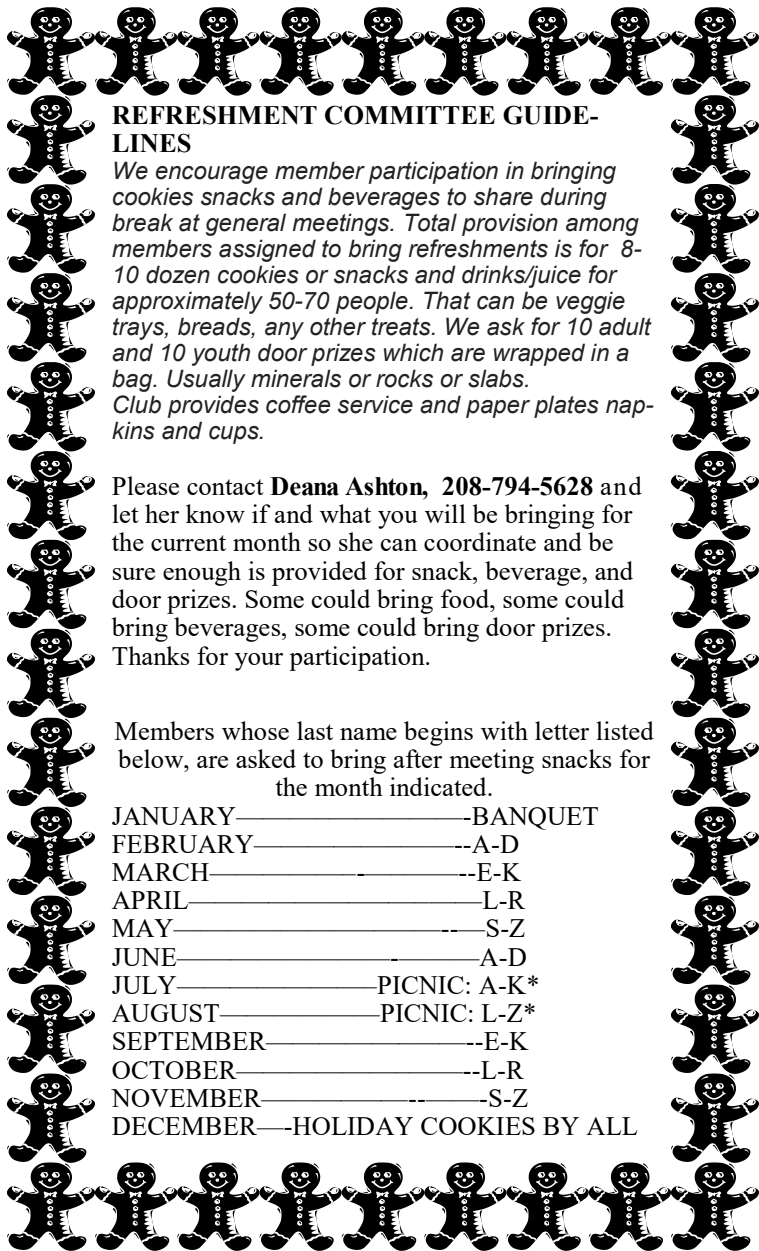 REFRESHMENT COMMITTEE GUIDE-
LINES
We encourage member participation in bringing
cookies snacks and beverages to share during
break at general meetings. Total provision among
members assigned to bring refreshments is for  8-
10 dozen cookies or snacks and drinks/juice for
approximately 50-70 people. That can be veggie
trays, breads, any other treats. We ask for 10 adult
and 10 youth door prizes which are wrapped in a
bag. Usually minerals or rocks or slabs.
Club provides coffee service and paper plates nap-
kins and cups.
Please contact Deana Ashton,  208-794-5628 and
let her know if and what you will be bringing for
the current month so she can coordinate and be
sure enough is provided for snack, beverage, and
door prizes. Some could bring food, some could
bring beverages, some could bring door prizes.
Thanks for your participation.
Members whose last name begins with letter listed
below, are asked to bring after meeting snacks for
the month indicated.
JANUARY—————————-BANQUET
FEBRUARY————————--A-D
MARCH—————-————--E-K
APRIL———————————L-R
MAY——————————--—S-Z
JUNE————————-———A-D
JULY————————PICNIC: A-K*
AUGUST——————PICNIC: L-Z*
SEPTEMBER————————--E-K
OCTOBER—————————--L-R
NOVEMBER——————--——-S-Z
DECEMBER—-HOLIDAY COOKIES BY ALL